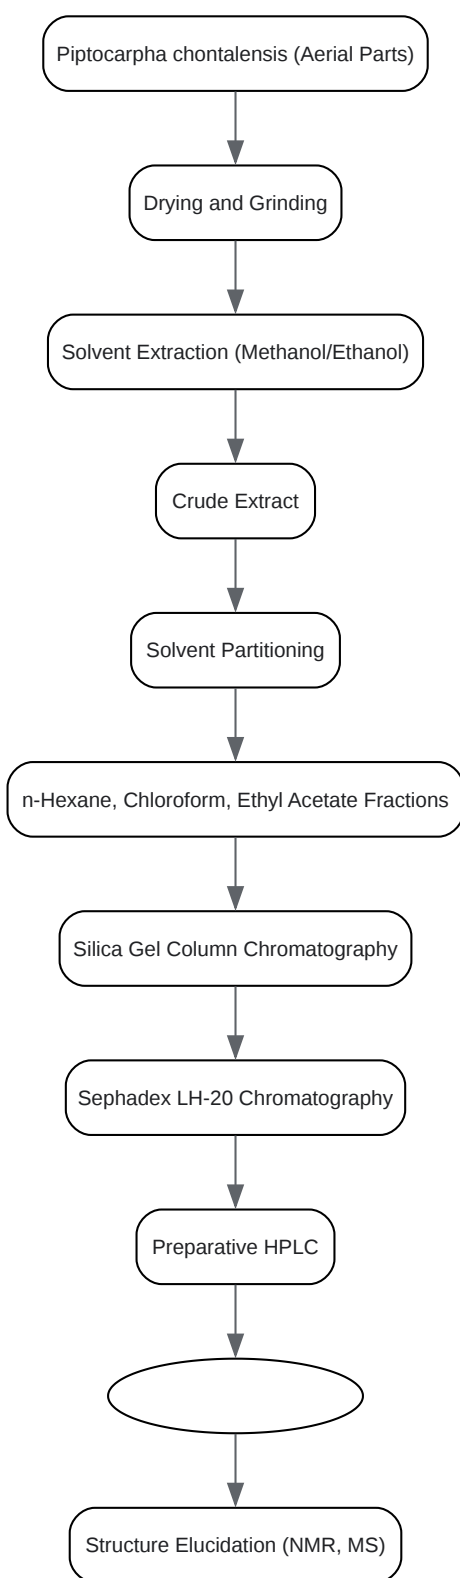 Piptocarpha chontalensis (Aerial Parts)
Drying and Grinding
Solvent Extraction (Methanol/Ethanol)
Crude Extract
Solvent Partitioning
n-Hexane, Chloroform, Ethyl Acetate Fractions
Silica Gel Column Chromatography
Sephadex LH-20 Chromatography
Preparative HPLC
Structure Elucidation (NMR, MS)